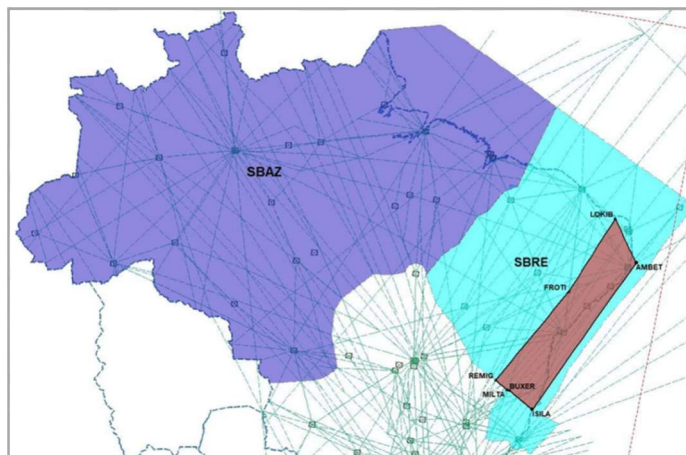 SBAZ
LOKIB
SBRE
AMBET
FROTI
REMIG
BUXER
MILTA
ISILA